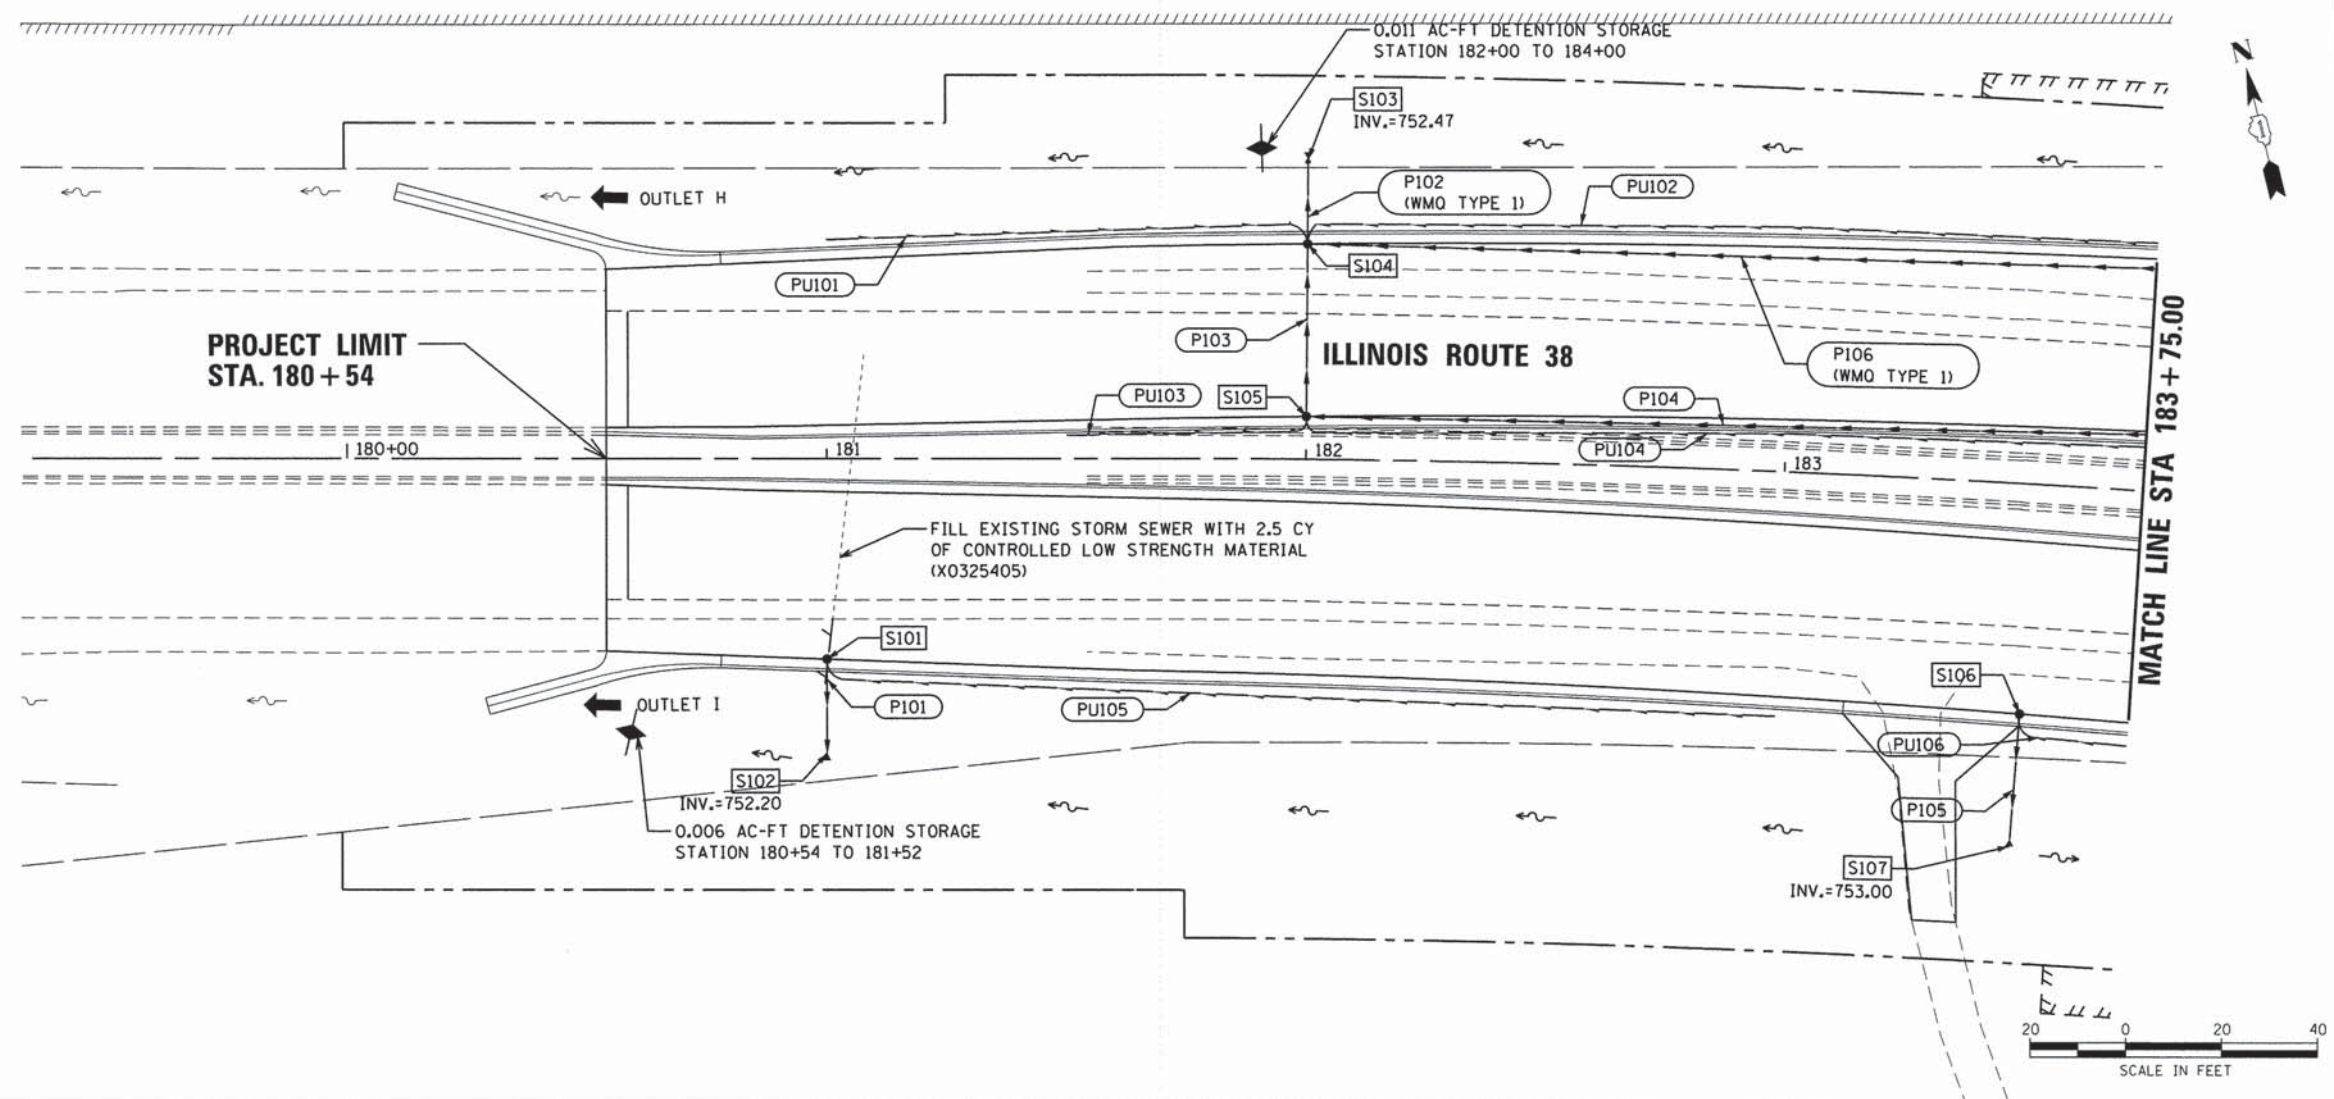 0.011 AC-FT DETENTION STORAGE
STATION 182+00 TO 184+00
N
1
S103
INV.=752.47
P102
(WMQ TYPE 1)
PU102
OUTLET H
S104
PU101
PROJECT LIMIT
STA. 180+54
P103
ILLINOIS ROUTE 38
P106
(WMQ TYPE 1)
PU103
S105
P104
180+00
181
182
PU104
183
MATCH LINE STA 183+75.00
FILL EXISTING STORM SEWER WITH 2.5 CY
OF CONTROLLED LOW STRENGTH MATERIAL
(X0325405)
S101
S106
OUTLET I
P101
PU105
PU106
S102
INV.=752.20
P105
0.006 AC-FT DETENTION STORAGE
STATION 180+54 TO 181+52
S107
INV.=753.00
20 0 20 40
SCALE IN FEET